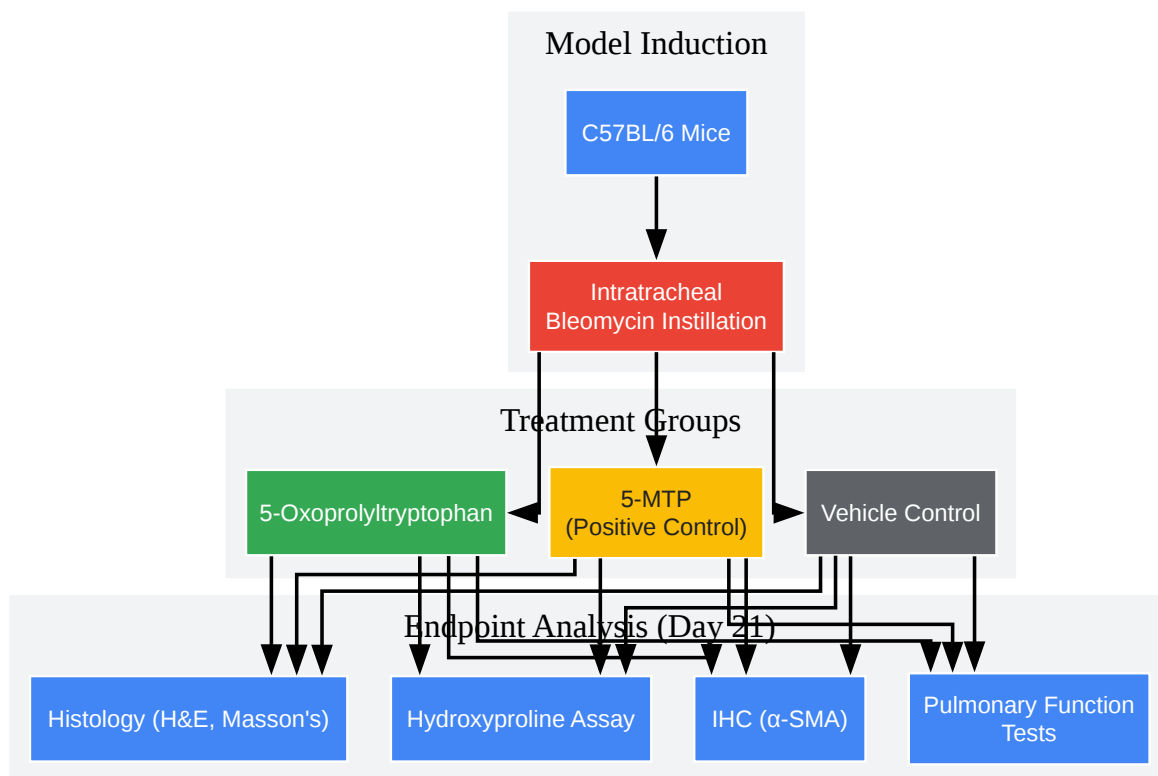 Model Induction
C57BL/6 Mice
Intratracheal
Bleomycin Instillation
Treatment Groups
5-Oxoprolyltryptophan
5-MTP
(Positive Control)
Vehicle Control
Endpoint Analysis (Day 21)
Histology (H&E, Masson's)
Hydroxyproline Assay
IHC (α-SMA)
Pulmonary Function
Tests